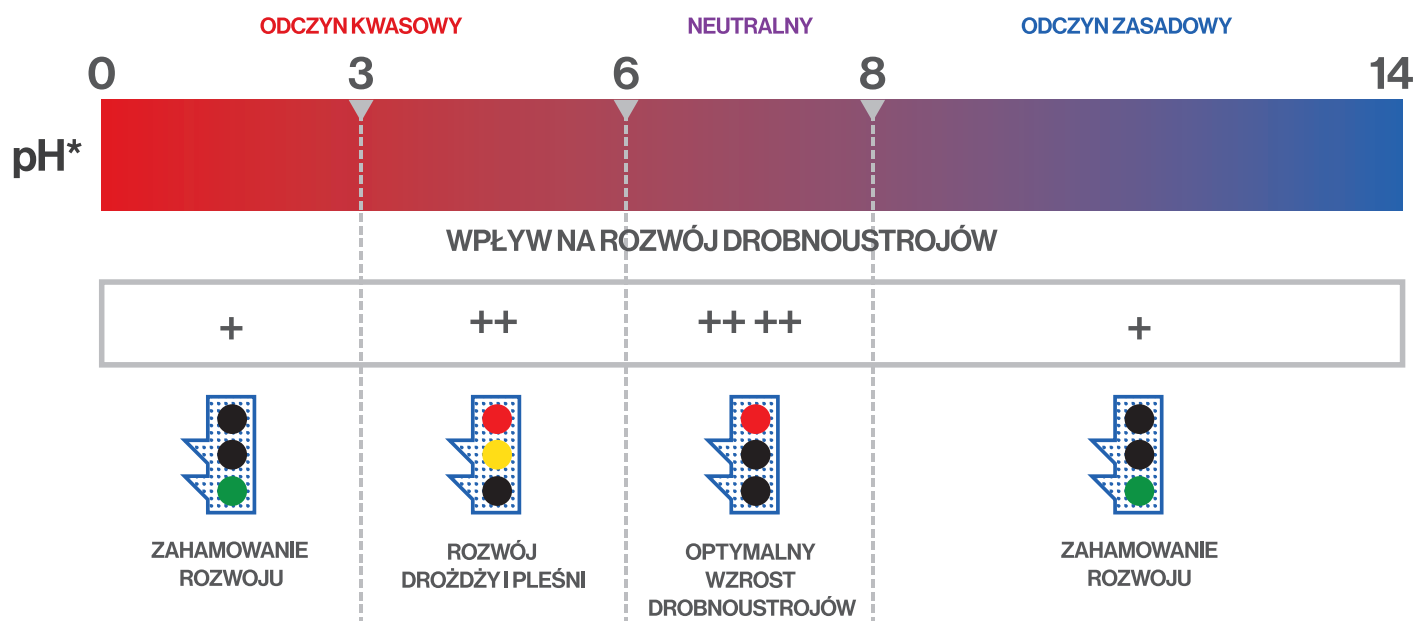 ODCZYN KWASOWY NEUTRALNY ODCZYN ZASADOWY
0 3 6 8 14
pH*
WPŁYW NA ROZWÓJ DROBNOUSTROJÓW
+ ++ ++ ++ +
ZAHAMOWANIE
ROZWOJU
ROZWÓJ
DROŻDŻY I PLEŚNI
OPTYMALNY
WZROST
DROBNOUSTROJÓW
ZAHAMOWANIE
ROZWOJU